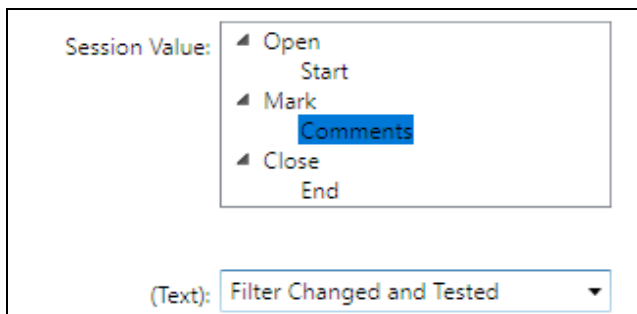 Session Value:
Open
Start
Mark
Comments
Close
End
(Text): Filter Changed and Tested